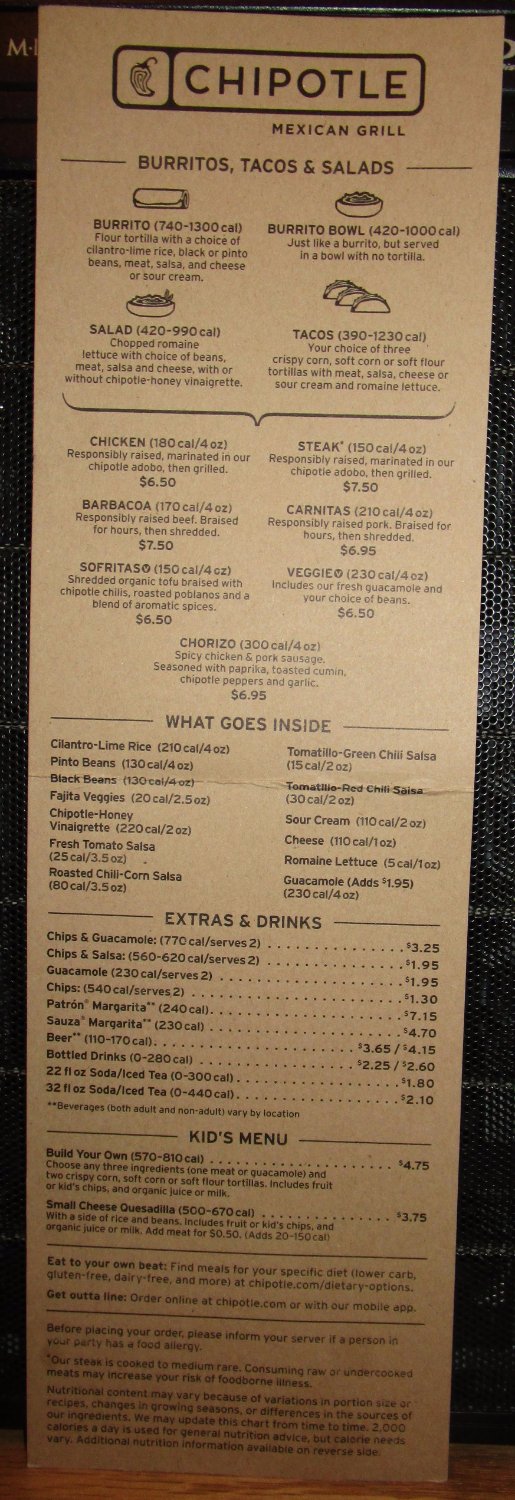 M
CHIPOTLE
MEXICAN GRILL
BURRITOS, TACOS & SALADS
BURRITO (740-1300 cal)
Flour tortilla with a choice of
cilantro-lime rice, black or pinto
beans, meat, salsa, and cheese
or sour cream.
BURRITO BOWL (420-1000 cal)
Just like a burrito, but served
in a bowl with no tortilla.
SALAD (420-990 cal)
Chopped romaine
lettuce with choice of beans,
meat, salsa and cheese, with or
without chipotle-honey vinaigrette.
TACOS (390-1230 cal)
Your choice of three
crispy corn, soft corn or soft flour
tortillas with meat, salsa, cheese or
sour cream and romaine lettuce.
CHICKEN (180 cal/4 oz)
Responsibly raised, marinated in our
chipotle adobo, then grilled.
$6.50
STEAK* (150 cal/4 oz)
Responsibly raised, marinated in our
chipotle adobo, then grilled.
$7.50
BARBACOA (170 cal/4 oz)
Responsibly raised beef. Braised
for hours, then shredded.
$7.50
CARNITAS (210 cal/4 oz)
Responsibly raised pork. Braised for
hours, then shredded.
$6.95
SOFRITAS (150 cal/4 oz)
Shredded organic tofu braised with
chipotle chilis, roasted poblanos and a
blend of aromatic spices.
$6.50
VEGGIE (230 cal/4 oz)
Includes our fresh guacamole and
your choice of beans.
$6.50
CHORIZO (300 cal/4 oz)
Spicy chicken & pork sausage.
Seasoned with paprika, toasted cumin,
chipotle peppers and garlic.
$6.95
WHAT GOES INSIDE
Cilantro-Lime Rice (210 cal/4 oz)
Pinto Beans (130 cal/4 oz)
Black Beans (130 cal/4 oz)
Fajita Veggies (20 cal/2.5 oz)
Chipotle-Honey
Vinaigrette (220 cal/2 oz)
Fresh Tomato Salsa
(25 cal/3.5 oz)
Roasted Chili-Corn Salsa
(80 cal/3.5 oz)
Tomatillo-Green Chili Salsa
(15 cal/2 oz)
Tomatillo-Red Chili Salsa
(30 cal/2 oz)
Sour Cream (110 cal/2 oz)
Cheese (110 cal/1 oz)
Romaine Lettuce (5 cal/1 oz)
Guacamole (Adds $1.95)
(230 cal/4 oz)
EXTRAS & DRINKS
Chips & Guacamole: (770 cal/serves 2) $3.25
Chips & Salsa: (560-620 cal/serves 2) $1.95
Guacamole (230 cal/serves 2) $1.95
Chips: (540 cal/serves 2) $1.30
Patrón® Margarita** (240 cal) $7.15
Sauza® Margarita** (230 cal) $4.70
Beer** (110-170 cal) $3.65 / $4.15
Bottled Drinks (0-280 cal) $2.25 / $2.60
22 fl oz Soda/Iced Tea (0-300 cal) $1.80
32 fl oz Soda/Iced Tea (0-440 cal) $2.10
**Beverages (both adult and non-adult) vary by location
KID'S MENU
Build Your Own (570-810 cal) $4.75
Choose any three ingredients (one meat or guacamole) and
two crispy corn, soft corn or soft flour tortillas. Includes fruit
or kid's chips, and organic juice or milk.
Small Cheese Quesadilla (500-670 cal) $3.75
With a side of rice and beans. Includes fruit or kid's chips, and
organic juice or milk. Add meat for $0.50. (Adds 20-150 cal)
Eat to your own beat: Find meals for your specific diet (lower carb,
gluten-free, dairy-free, and more) at chipotle.com/dietary-options.
Get outta line: Order online at chipotle.com or with our mobile app.
Before placing your order, please inform your server if a person in
your party has a food allergy.
*Our steak is cooked to medium rare. Consuming raw or undercooked
meats may increase your risk of foodborne illness.
Nutritional content may vary because of variations in portion size or
recipes, changes in growing seasons, or differences in the sources of
our ingredients. We may update this chart from time to time. 2,000
calories a day is used for general nutrition advice, but calorie needs
vary. Additional nutrition information available on reverse side.